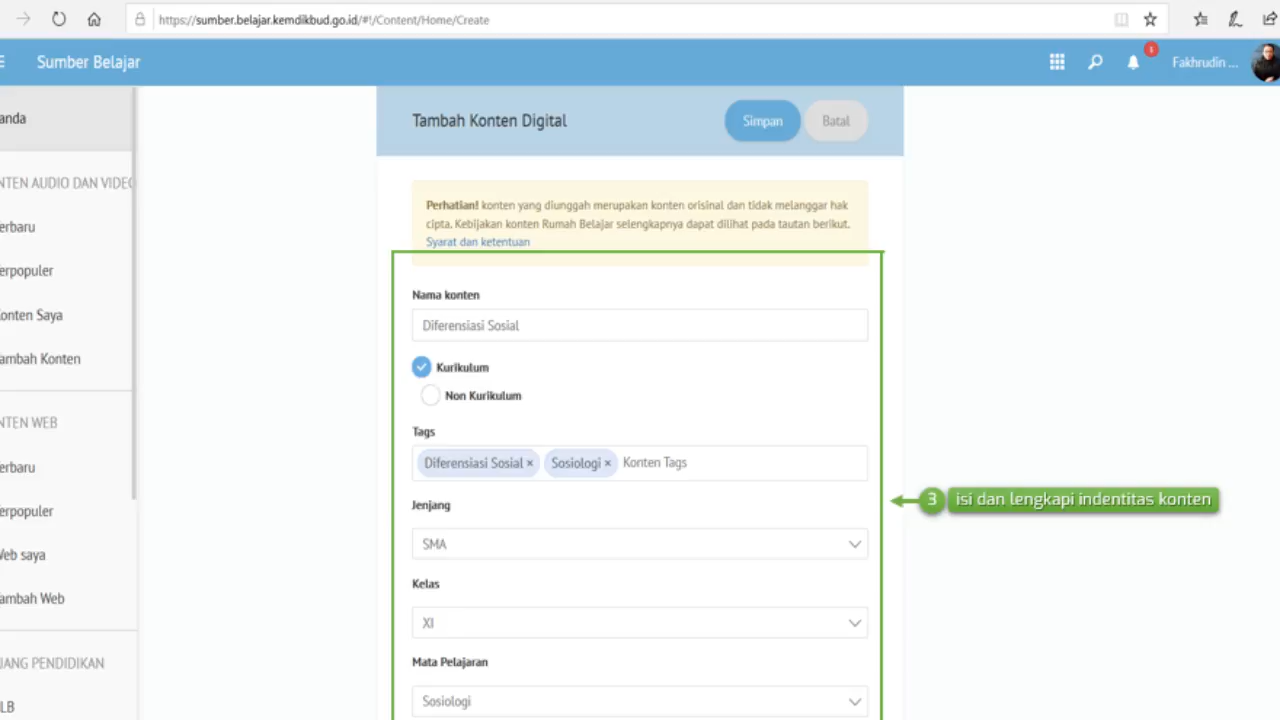 https://sumber.belajar.kemdikbud.go.id/#!/Content/Home/Create
Sumber Belajar
Fakhrudin ...
anda
NTEN AUDIO DAN VIDEO
erbaru
erpopuler
onten Saya
ambah Konten
NTEN WEB
erbaru
erpopuler
Web saya
ambah Web
JANG PENDIDIKAN
LB
Tambah Konten Digital
Simpan
Batal
Perhatian! konten yang diunggah merupakan konten orisinal dan tidak melanggar hak
cipta. Kebijakan konten Rumah Belajar selengkapnya dapat dilihat pada tautan berikut.
Syarat dan ketentuan
Nama konten
Diferensiasi Sosial
Kurikulum
Non Kurikulum
Tags
Diferensiasi Sosial × Sosiologi × Konten Tags
Jenjang
SMA
Kelas
XI
Mata Pelajaran
Sosiologi
3 isi dan lengkapi indentitas konten